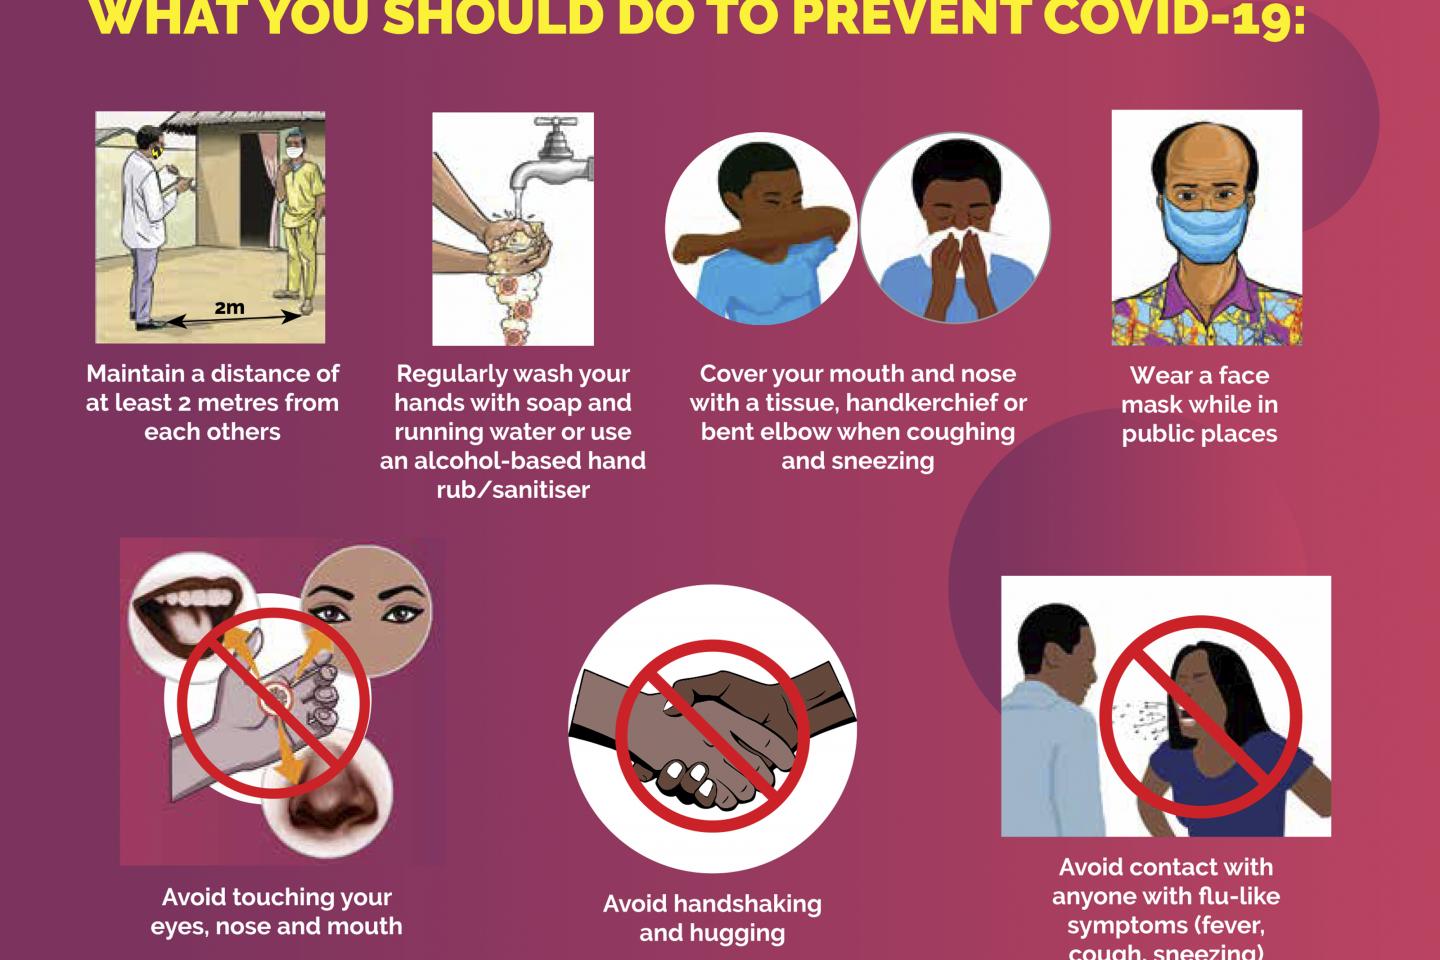 WHAT YOU SHOULD DO TO PREVENT COVID-19:
2m
Maintain a distance of
at least 2 metres from
each others
Regularly wash your
hands with soap and
running water or use
an alcohol-based hand
rub/sanitiser
Cover your mouth and nose
with a tissue, handkerchief or
bent elbow when coughing
and sneezing
Wear a face
mask while in
public places
Avoid touching your
eyes, nose and mouth
Avoid handshaking
and hugging
Avoid contact with
anyone with flu-like
symptoms (fever,
cough, sneezing)